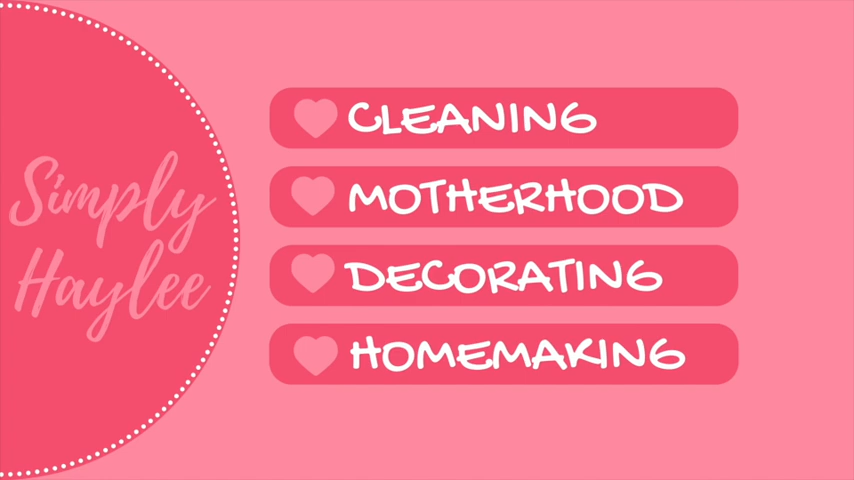 Simply
Haylee
CLEANING
MOTHERHOOD
DECORATING
HOMEMAKING